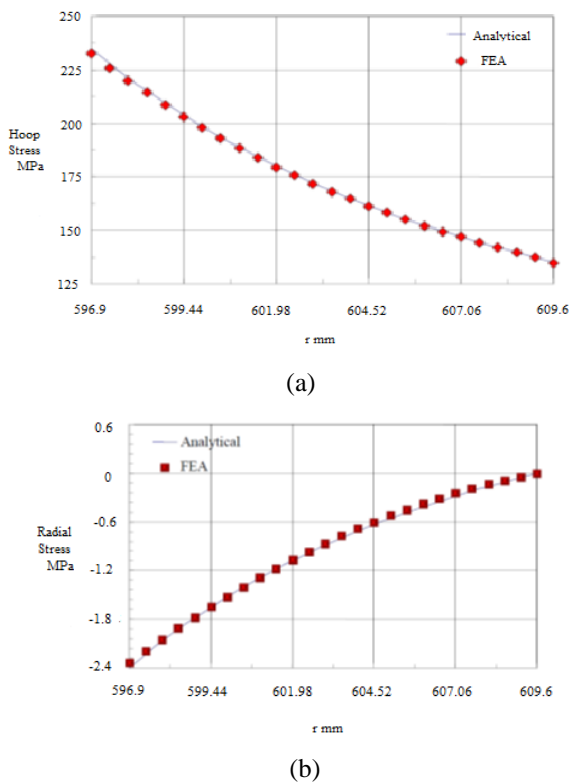 250
Analytical
FEA
225
Hoop
Stress
MPa
200
175
150
125
596.9 599.44 601.98 604.52 607.06 609.6
r mm
(a)
0.6
Analytical
FEA
0
-0.6
Radial
Stress
MPa
-1.2
-1.8
-2.4
596.9 599.44 601.98 604.52 607.06 609.6
r mm
(b)